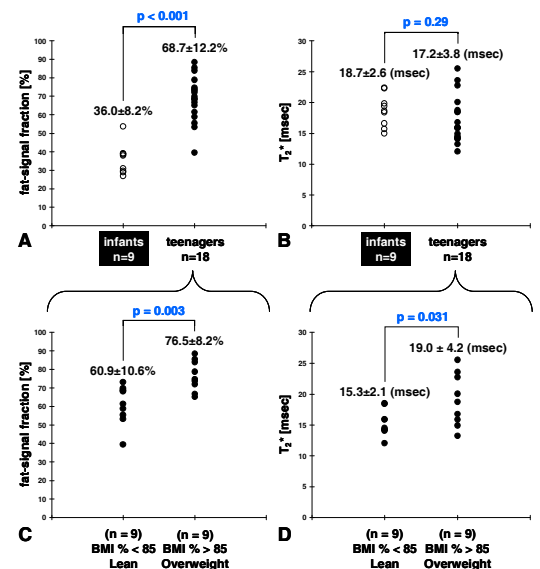 p < 0.001
68.7±12.2%
36.0±8.2%
fat-signal fraction [%]
100
90
80
70
60
50
40
30
20
10
0
A
infants
n=9
teenagers
n=18
p = 0.29
17.2±3.8 (msec)
18.7±2.6 (msec)
T2* [msec]
30
25
20
15
10
5
0
B
infants
n=9
teenagers
n=18
p = 0.003
76.5±8.2%
60.9±10.6%
fat-signal fraction [%]
100
90
80
70
60
50
40
30
20
10
0
C
(n = 9)
BMI % < 85
Lean
(n = 9)
BMI % > 85
Overweight
p = 0.031
19.0 ± 4.2 (msec)
15.3±2.1 (msec)
T2* [msec]
30
25
20
15
10
5
0
D
(n = 9)
BMI % < 85
Lean
(n = 9)
BMI % > 85
Overweight